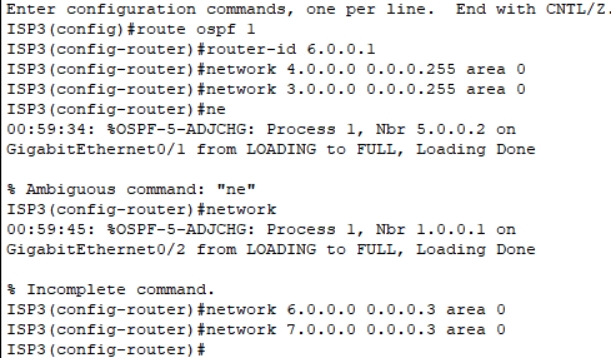 Enter configuration commands, one per line.  End with CNTL/Z.
ISP3(config)#route ospf 1
ISP3(config-router)#router-id 6.0.0.1
ISP3(config-router)#network 4.0.0.0 0.0.0.255 area 0
ISP3(config-router)#network 3.0.0.0 0.0.0.255 area 0
ISP3(config-router)#ne
00:59:34: %OSPF-5-ADJCHG: Process 1, Nbr 5.0.0.2 on
GigabitEthernet0/1 from LOADING to FULL, Loading Done
% Ambiguous command: "ne"
ISP3(config-router)#network
00:59:45: %OSPF-5-ADJCHG: Process 1, Nbr 1.0.0.1 on
GigabitEthernet0/2 from LOADING to FULL, Loading Done
% Incomplete command.
ISP3(config-router)#network 6.0.0.0 0.0.0.3 area 0
ISP3(config-router)#network 7.0.0.0 0.0.0.3 area 0
ISP3(config-router)#